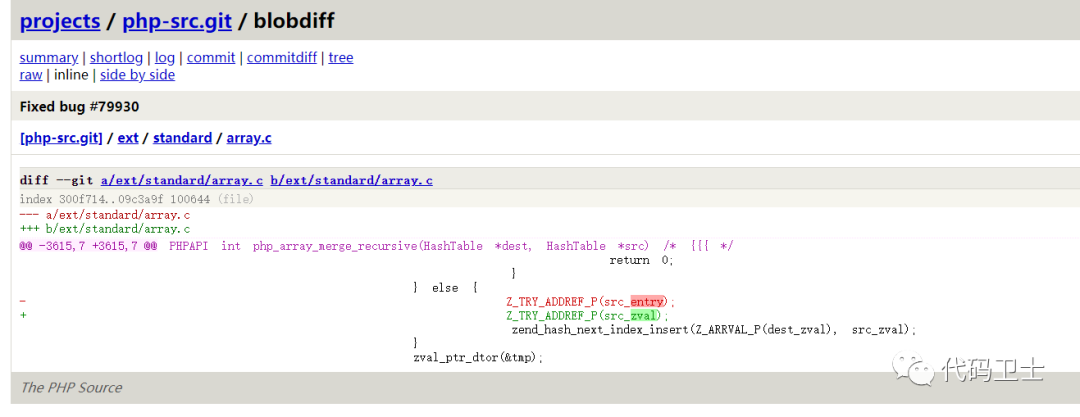 projects / php-src.git / blobdiff
summary | shortlog | log | commit | commitdiff | tree
raw | inline | side by side
Fixed bug #79930
[php-src.git] / ext / standard / array.c
diff --git a/ext/standard/array.c b/ext/standard/array.c
index 300f714..09c3a9f 100644 (file)
--- a/ext/standard/array.c
+++ b/ext/standard/array.c
@@ -3615,7 +3615,7 @@ PHPAPI int php_array_merge_recursive(HashTable *dest, HashTable *src) /* {{{ */
return 0;
}
} else {
- Z_TRY_ADDREF_P(src_entry);
+ Z_TRY_ADDREF_P(src_zval);
zend_hash_next_index_insert(Z_ARRVAL_P(dest_zval), src_zval);
}
zval_ptr_dtor(&tmp);
The PHP Source
代码卫士